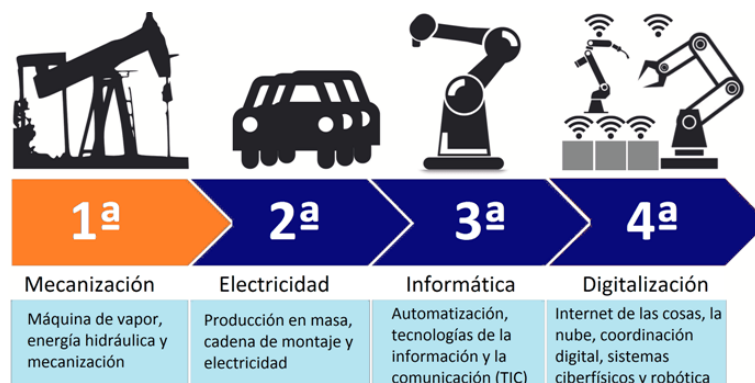 1ª
2ª
3ª
4ª
Mecanización
Electricidad
Informática
Digitalización
Máquina de vapor,
energía hidráulica y
mecanización
Producción en masa,
cadena de montaje y
electricidad
Automatización,
tecnologías de la
información y la
comunicación (TIC)
Internet de las cosas, la
nube, coordinación
digital, sistemas
ciberfísicos y robótica